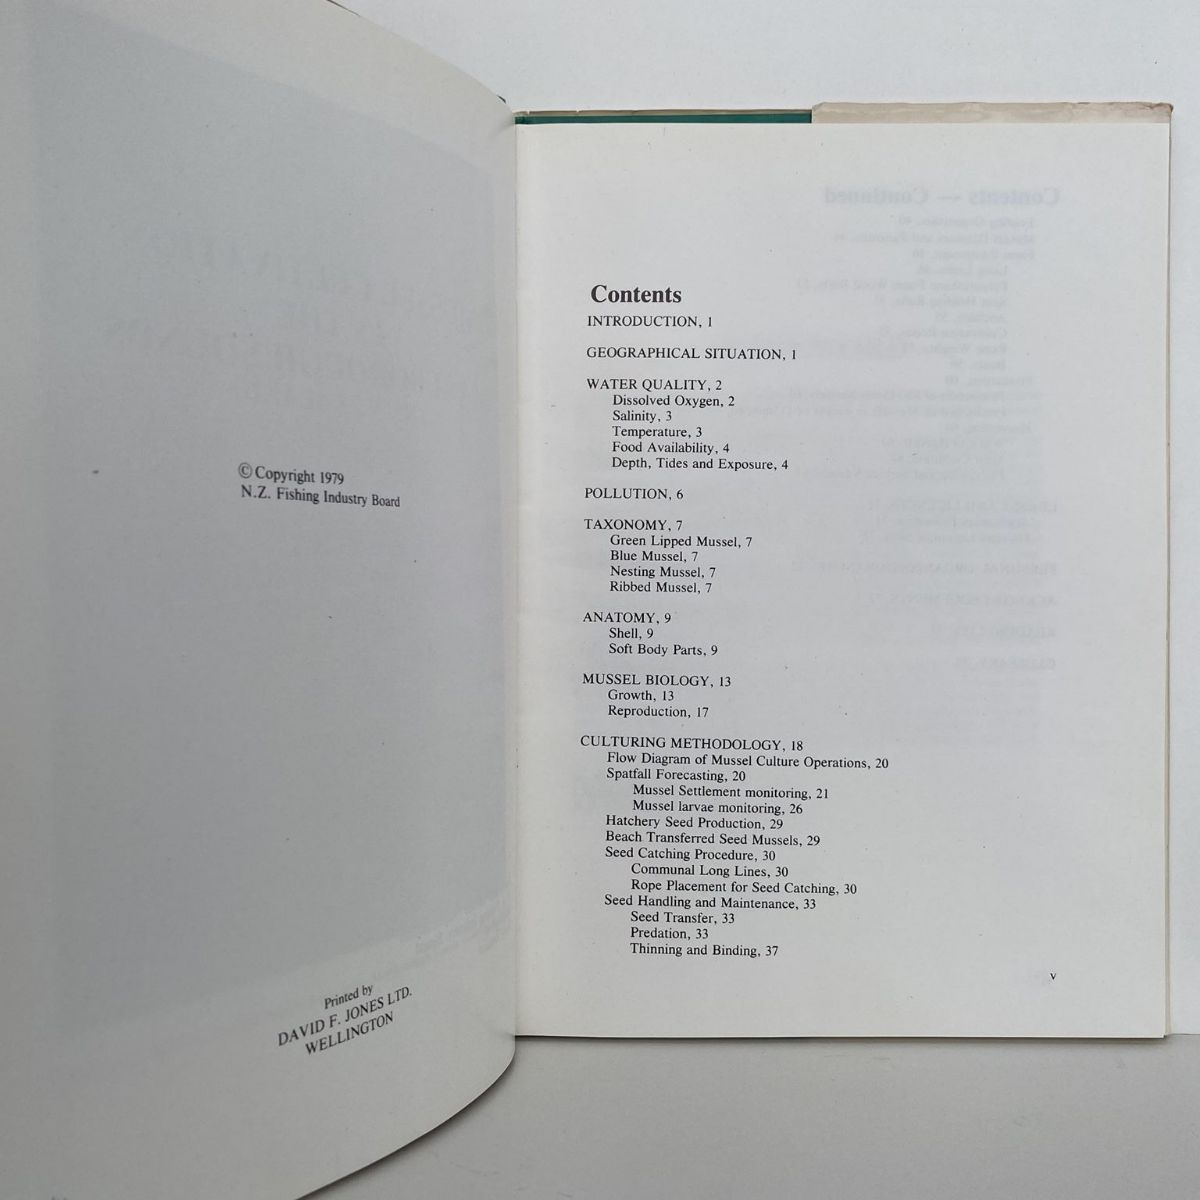 © Copyright 1979
N.Z. Fishing Industry Board
Printed by
DAVID F. JONES LTD.
WELLINGTON
Contents
INTRODUCTION, 1
GEOGRAPHICAL SITUATION, 1
WATER QUALITY, 2
Dissolved Oxygen, 2
Salinity, 3
Temperature, 3
Food Availability, 4
Depth, Tides and Exposure, 4
POLLUTION, 6
TAXONOMY, 7
Green Lipped Mussel, 7
Blue Mussel, 7
Nesting Mussel, 7
Ribbed Mussel, 7
ANATOMY, 9
Shell, 9
Soft Body Parts, 9
MUSSEL BIOLOGY, 13
Growth, 13
Reproduction, 17
CULTURING METHODOLOGY, 18
Flow Diagram of Mussel Culture Operations, 20
Spatfall Forecasting, 20
Mussel Settlement monitoring, 21
Mussel larvae monitoring, 26
Hatchery Seed Production, 29
Beach Transferred Seed Mussels, 29
Seed Catching Procedure, 30
Communal Long Lines, 30
Rope Placement for Seed Catching, 30
Seed Handling and Maintenance, 33
Seed Transfer, 33
Predation, 33
Thinning and Binding, 37
v